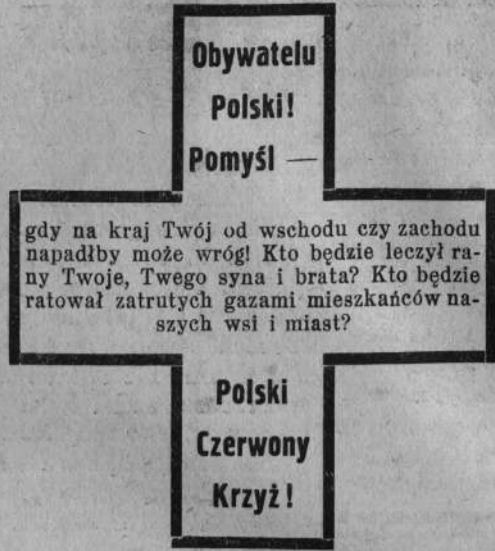 Obywatelu
Polski!
Pomyśl —
gdy na kraj Twój od wschodu czy zachodu
napadłby może wróg! Kto będzie leczył ra-
ny Twoje, Twego syna i brata? Kto będzie
ratował zatrutych gazami mieszkańców na-
szych wsi i miast?
Polski
Czerwony
Krzyż!